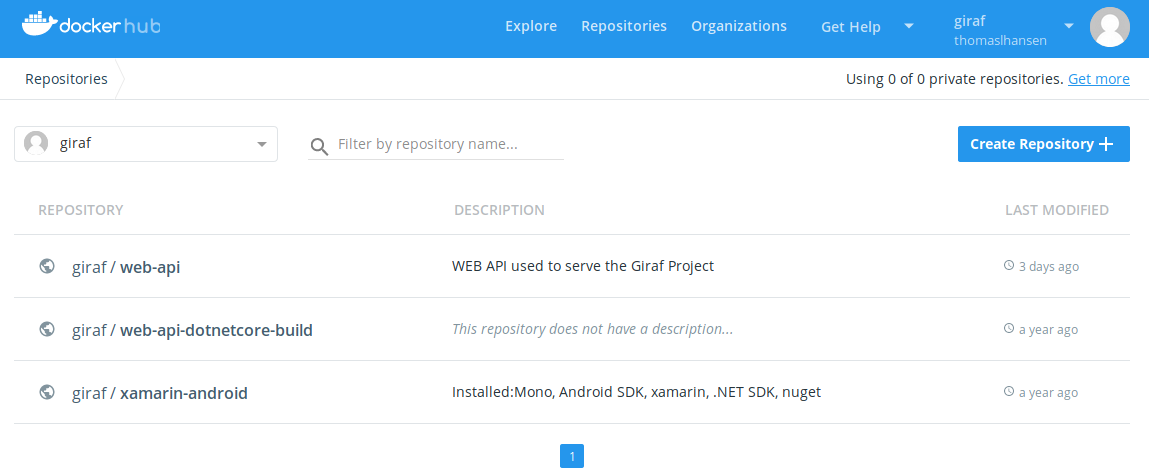 docker hub
Explore Repositories Organizations Get Help giraf
thomaslhansen
Repositories Using 0 of 0 private repositories. Get more
giraf Filter by repository name... Create Repository +
REPOSITORY DESCRIPTION LAST MODIFIED
giraf / web-api WEB API used to serve the Giraf Project 3 days ago
giraf / web-api-dotnetcore-build This repository does not have a description... a year ago
giraf / xamarin-android Installed:Mono, Android SDK, xamarin, .NET SDK, nuget a year ago
1